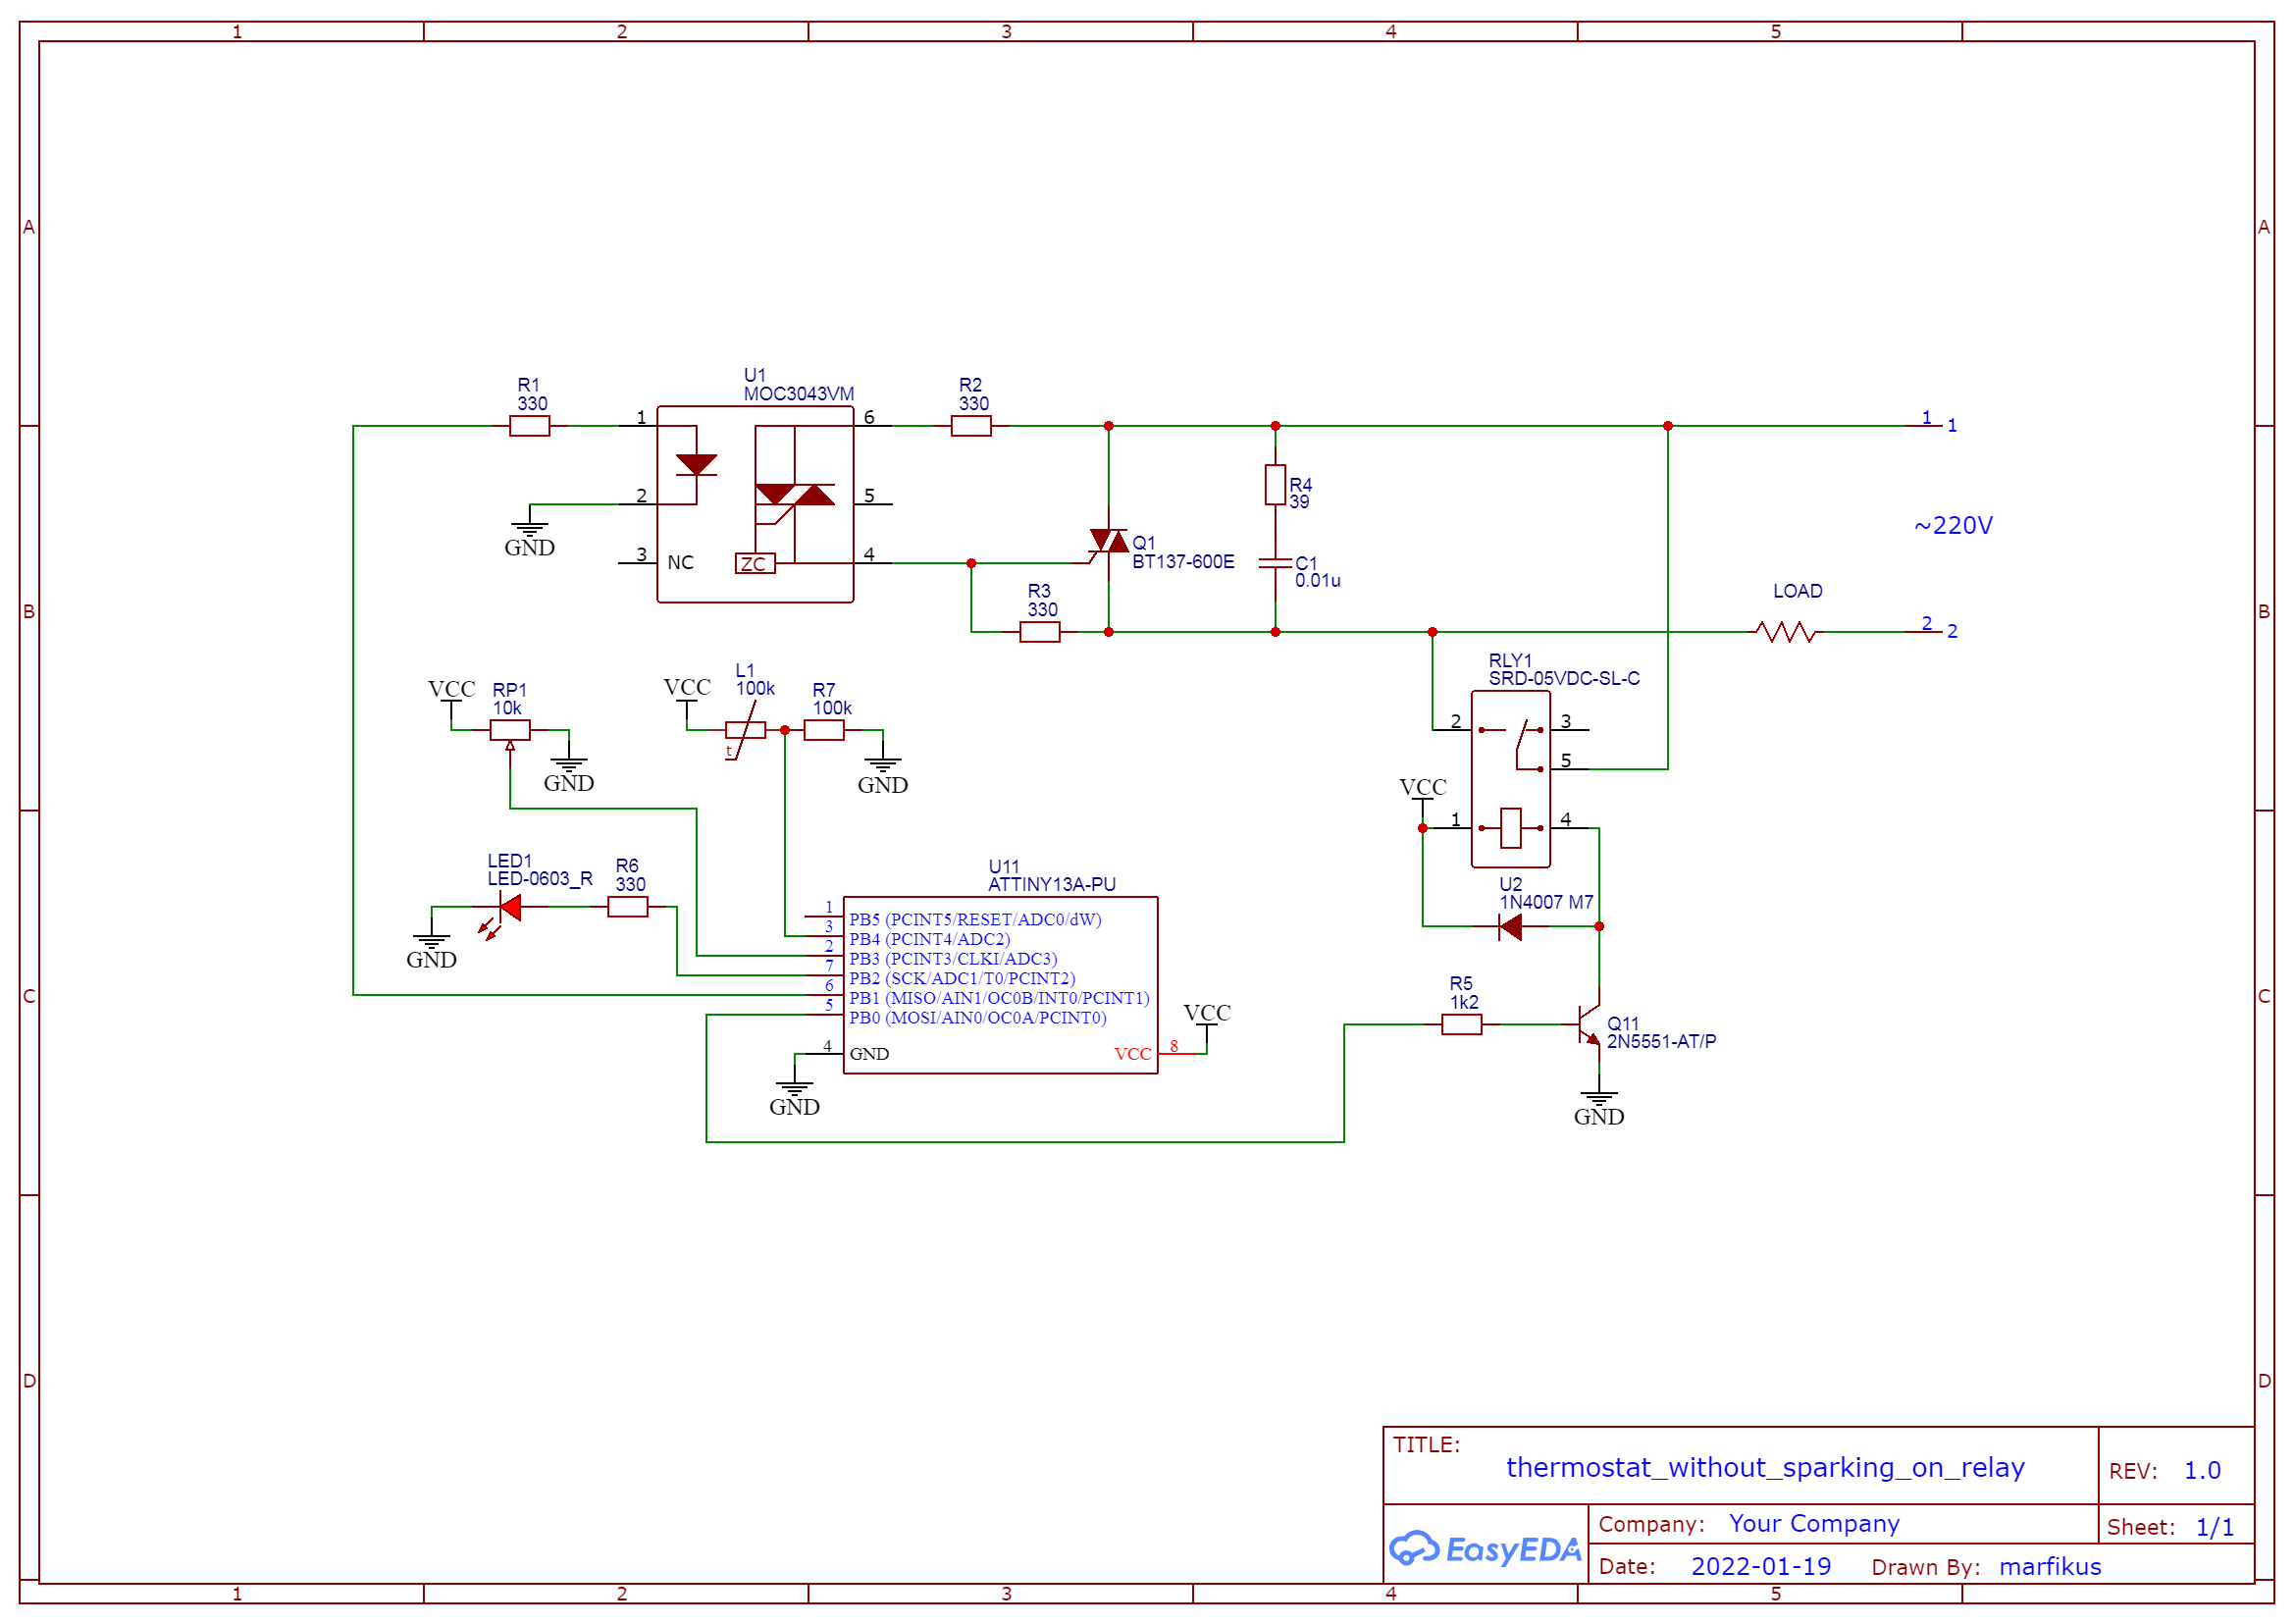 1 2 3 4 5
A A
R1
330
U1
MOC3043VM
1
2
3 NC
6
5
4
ZC
GND
R2
330
R4
39
Q1
BT137-600E
C1
0.01u
R3
330
1 1
~220V
LOAD
2 2
B B
RLY1
SRD-05VDC-SL-C
2 3
5
1 4
VCC
VCC
RP1
10k
GND
VCC
L1
100k
t
R7
100k
GND
LED1
LED-0603_R
R6
330
GND
U2
1N4007 M7
U11
ATTINY13A-PU
1 PB5 (PCINT5/RESET/ADC0/dW)
3 PB4 (PCINT4/ADC2)
2 PB3 (PCINT3/CLKI/ADC3)
7 PB2 (SCK/ADC1/T0/PCINT2)
6 PB1 (MISO/AIN1/OC0B/INT0/PCINT1)
5 PB0 (MOSI/AIN0/OC0A/PCINT0)
4 GND
VCC 8
VCC
GND
C C
R5
1k2
Q11
2N5551-AT/P
GND
D D
TITLE:
thermostat_without_sparking_on_relay
REV: 1.0
EasyEDA
Company: Your Company
Sheet: 1/1
Date: 2022-01-19 Drawn By: marfikus
1 2 3 4 5